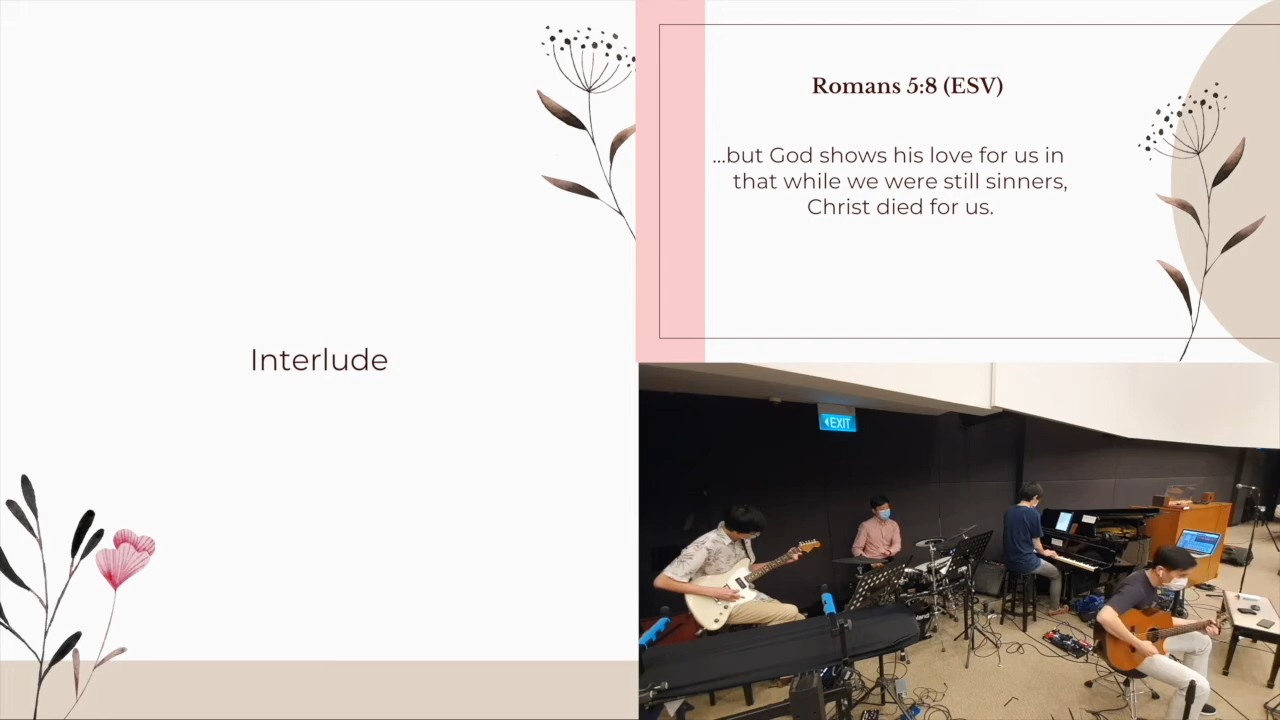 Interlude
Romans 5:8 (ESV)
...but God shows his love for us in
that while we were still sinners,
Christ died for us.
EXIT